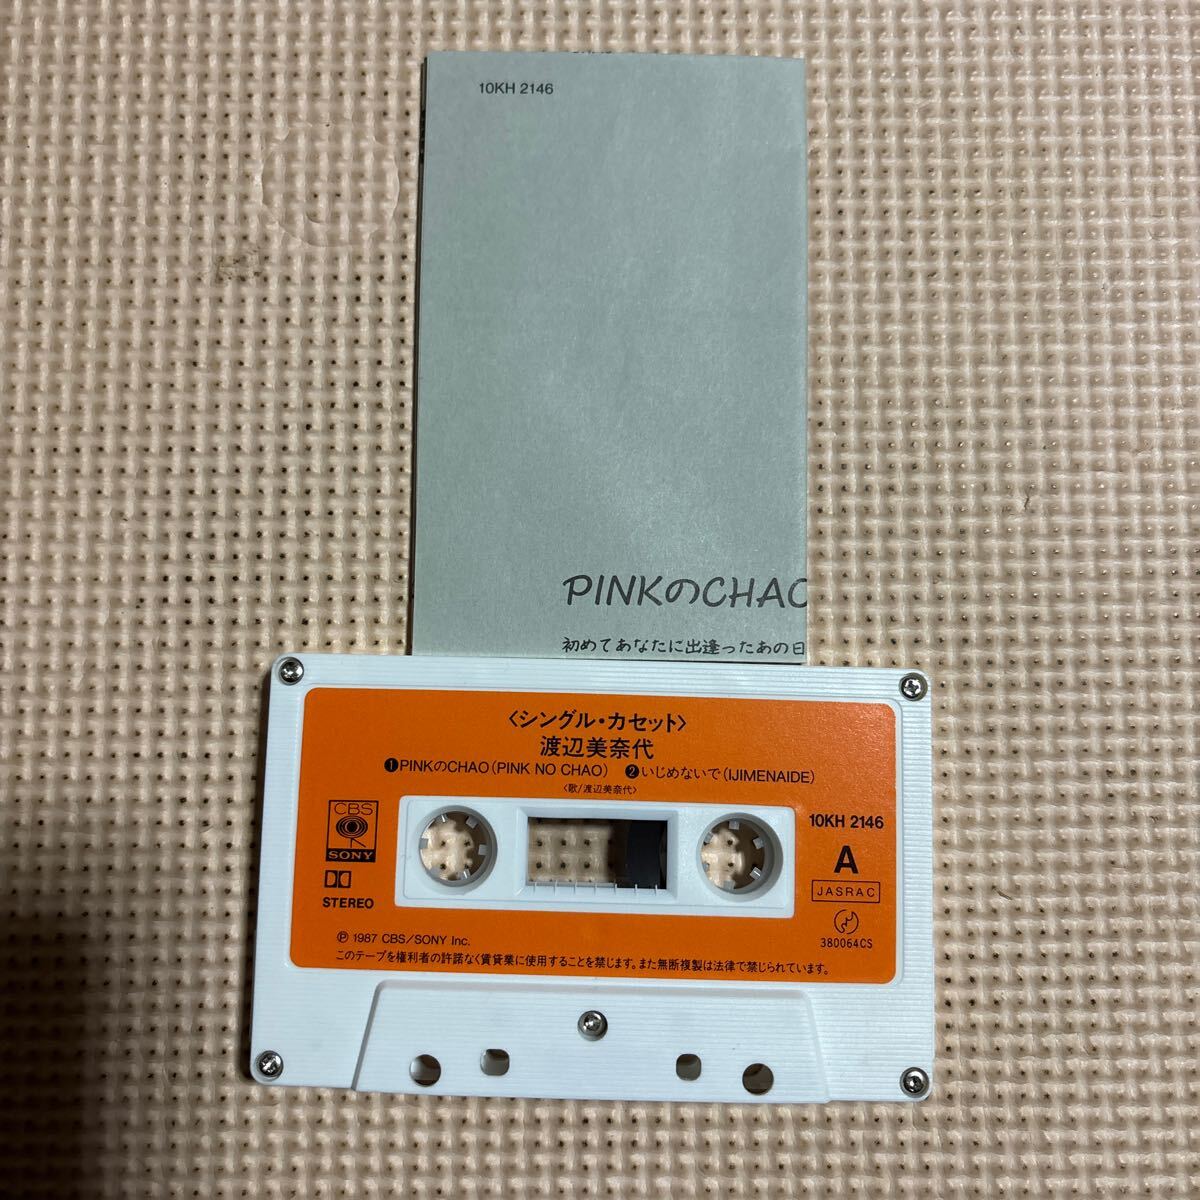 10KH 2146
PINKのCHAO
初めてあなたに出逢ったあの日
〈シングル・カセット〉
渡辺美奈代
❶PINKのCHAO(PINK NO CHAO) ❷いじめないで(IJIMENAIDE)
〈歌/渡辺美奈代〉
CBS
SONY
STEREO
10KH 2146
A
JASRAC
380064CS
Ⓟ 1987 CBS/SONY Inc.
このテープを権利者の許諾なく賃貸業に使用することを禁じます。また無断複製は法律で禁じられています。